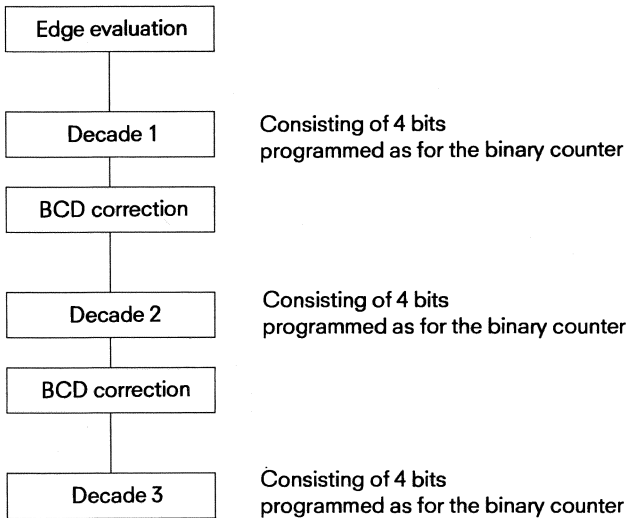 Edge evaluation
Decade 1
Consisting of 4 bits
programmed as for the binary counter
BCD correction
Decade 2
Consisting of 4 bits
programmed as for the binary counter
BCD correction
Decade 3
Consisting of 4 bits
programmed as for the binary counter